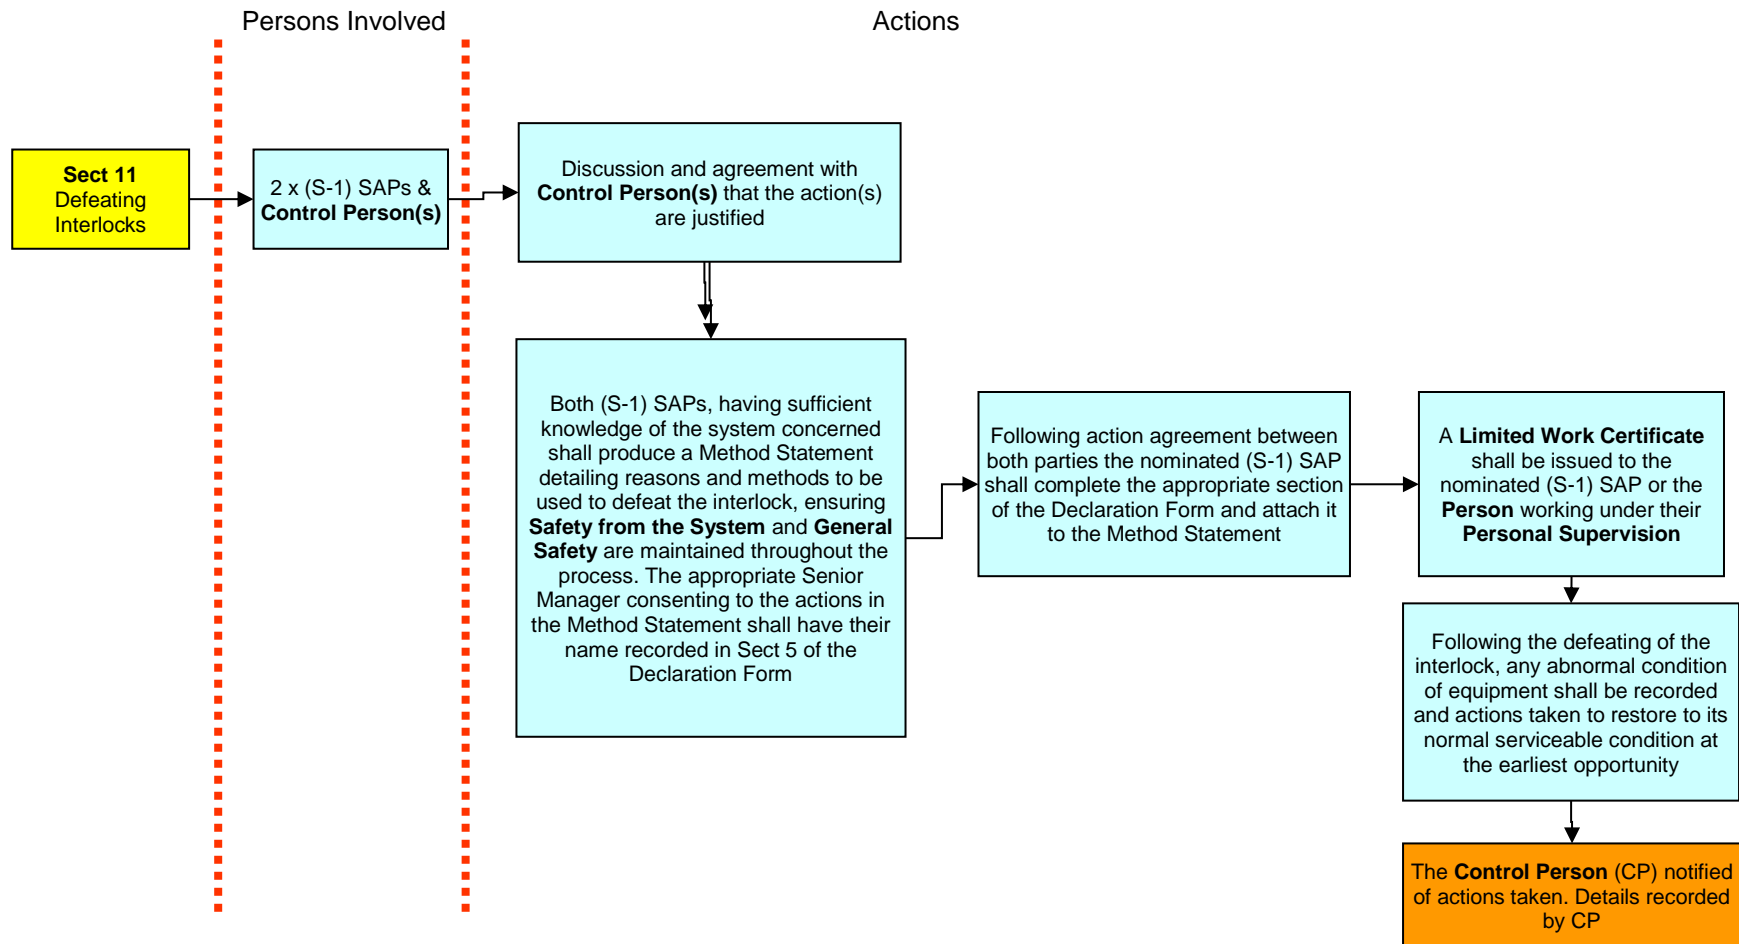 Persons Involved
Actions
Sect 11
Defeating
Interlocks
2 x (S-1) SAPs &
Control Person(s)
Discussion and agreement with
Control Person(s) that the action(s)
are justified
Both (S-1) SAPs, having sufficient
knowledge of the system concerned
shall produce a Method Statement
detailing reasons and methods to be
used to defeat the interlock, ensuring
Safety from the System and General
Safety are maintained throughout the
process. The appropriate Senior
Manager consenting to the actions in
the Method Statement shall have their
name recorded in Sect 5 of the
Declaration Form
Following action agreement between
both parties the nominated (S-1) SAP
shall complete the appropriate section
of the Declaration Form and attach it
to the Method Statement
A Limited Work Certificate
shall be issued to the
nominated (S-1) SAP or the
Person working under their
Personal Supervision
Following the defeating of the
interlock, any abnormal condition
of equipment shall be recorded
and actions taken to restore to its
normal serviceable condition at
the earliest opportunity
The Control Person (CP) notified
of actions taken. Details recorded
by CP